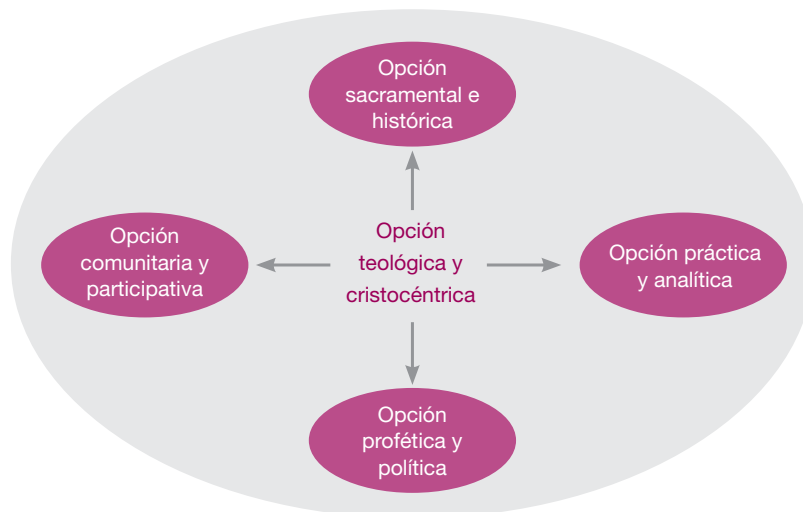 Opción
sacramental e
histórica
Opción
comunitaria y
participativa
Opción
teológica y
cristocéntrica
Opción práctica
y analítica
Opción
profética y
política